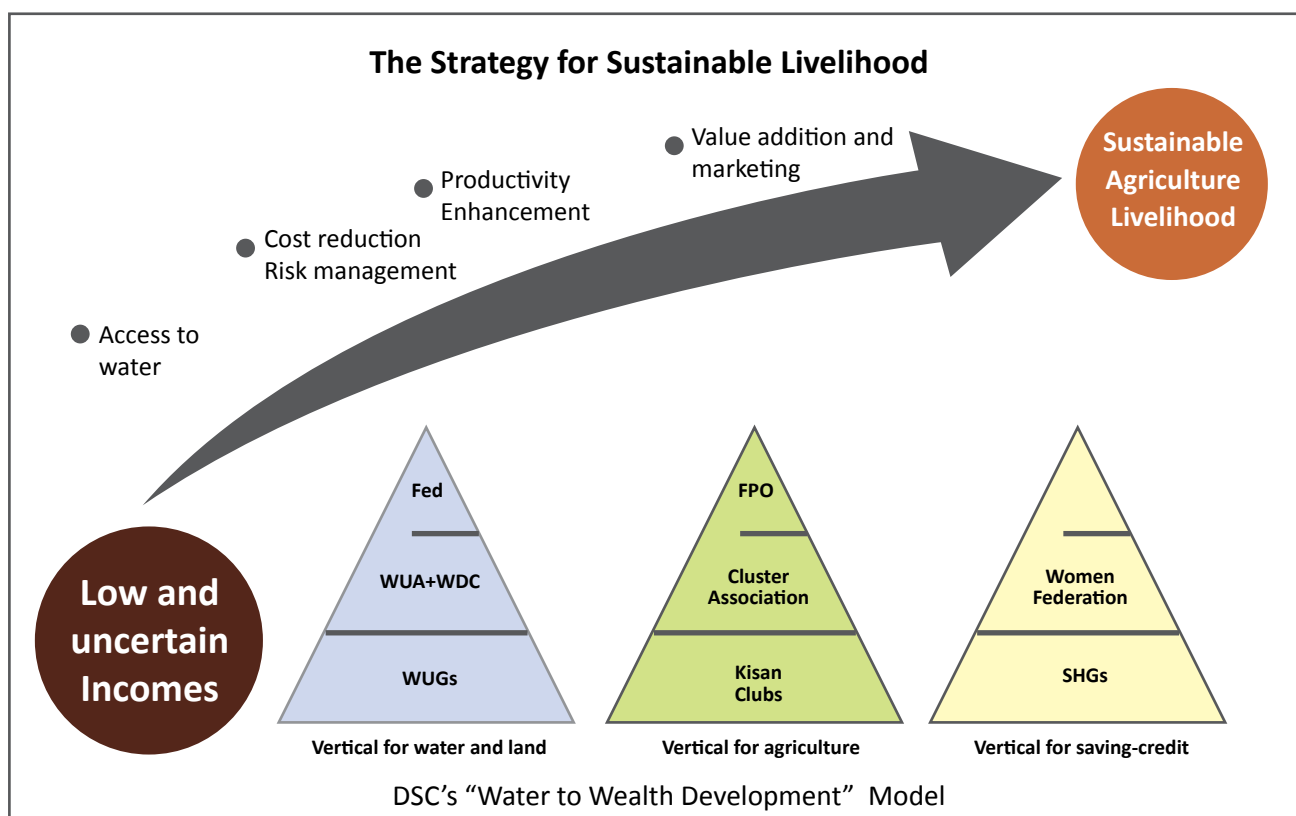 The Strategy for Sustainable Livelihood
Sustainable
Agriculture
Livelihood
Value addition and
marketing
Productivity
Enhancement
Cost reduction
Risk management
Access to
water
Low and
uncertain
Incomes
Fed
WUA+WDC
WUGs
Vertical for water and land
FPO
Cluster
Association
Kisan
Clubs
Vertical for agriculture
Women
Federation
SHGs
Vertical for saving-credit
DSC's “Water to Wealth Development” Model